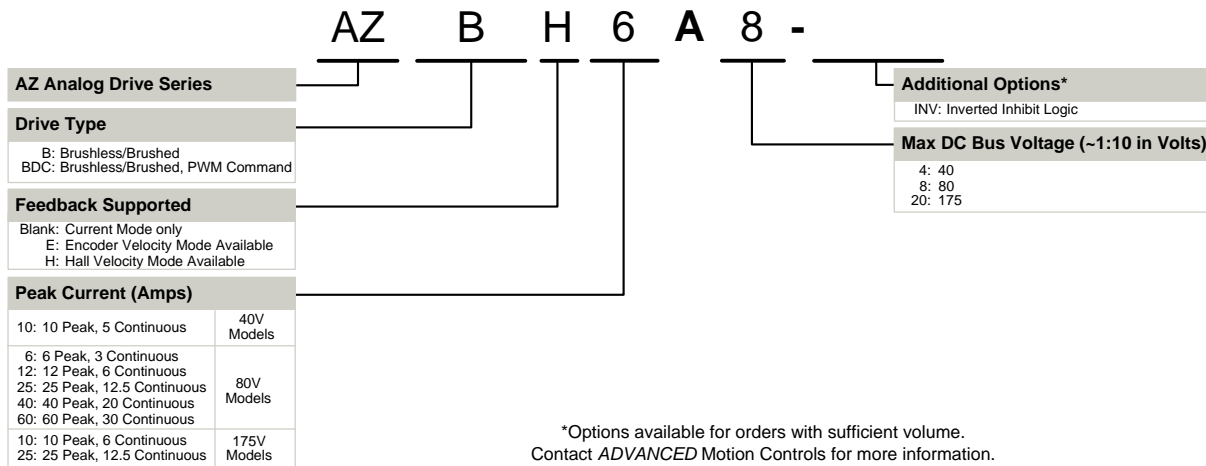 AZ B H 6 A 8 -
AZ Analog Drive Series
Drive Type
B: Brushless/Brushed
BDC: Brushless/Brushed, PWM Command
Feedback Supported
Blank: Current Mode only
E: Encoder Velocity Mode Available
H: Hall Velocity Mode Available
Peak Current (Amps)
10: 10 Peak, 5 Continuous
40V
Models
6: 6 Peak, 3 Continuous
12: 12 Peak, 6 Continuous
25: 25 Peak, 12.5 Continuous
40: 40 Peak, 20 Continuous
60: 60 Peak, 30 Continuous
80V
Models
10: 10 Peak, 6 Continuous
25: 25 Peak, 12.5 Continuous
175V
Models
Additional Options*
INV: Inverted Inhibit Logic
Max DC Bus Voltage (~1:10 in Volts)
4: 40
8: 80
20: 175
*Options available for orders with sufficient volume.
Contact ADVANCED Motion Controls for more information.